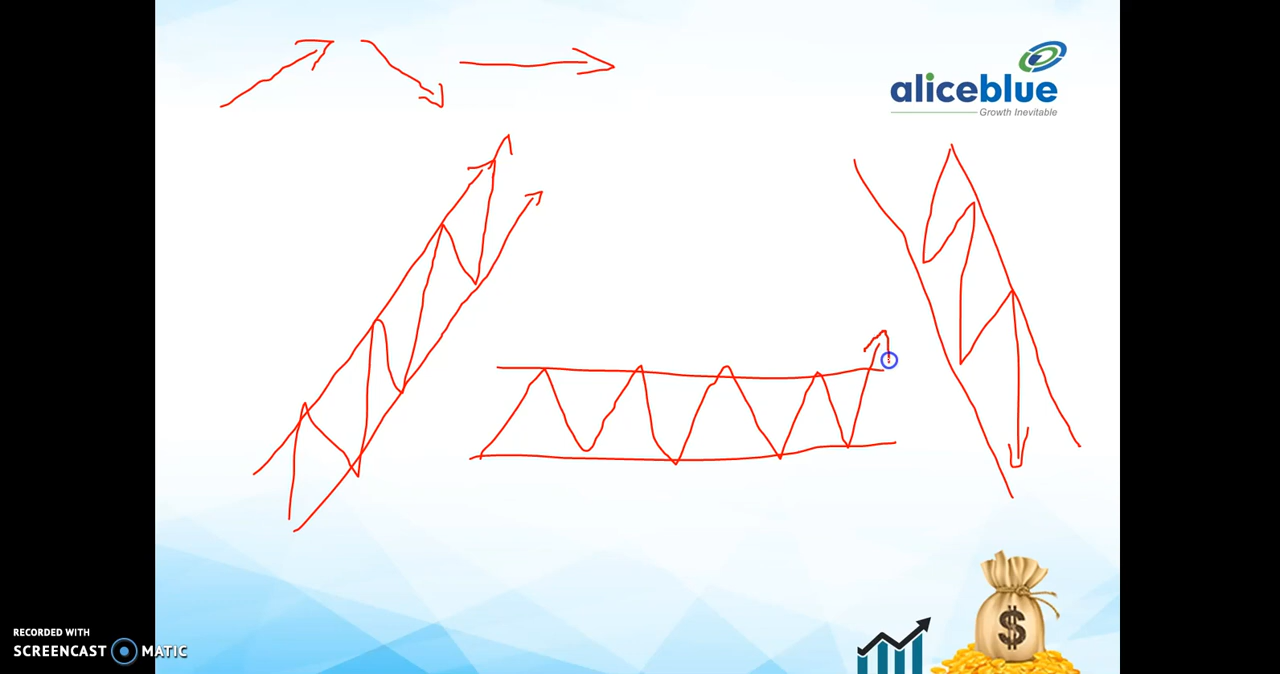 aliceblue
Growth Inevitable
$
RECORDED WITH
SCREENCAST MATIC